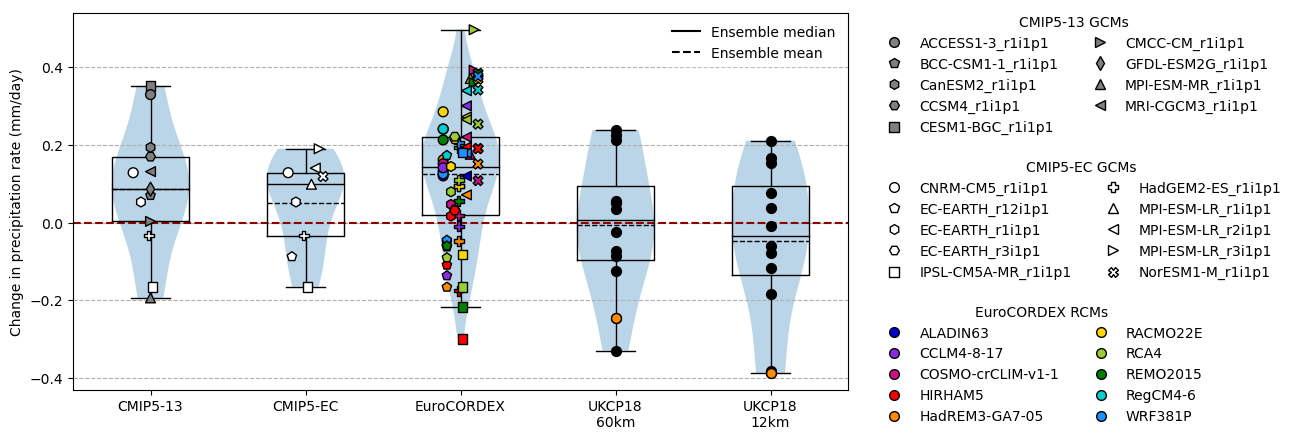 Change in precipitation rate (mm/day)
0.4
0.2
0.0
−0.2
−0.4
Ensemble median
Ensemble mean
CMIP5-13
CMIP5-EC
EuroCORDEX
UKCP18
60km
UKCP18
12km
CMIP5-13 GCMs
ACCESS1-3_r1i1p1
BCC-CSM1-1_r1i1p1
CanESM2_r1i1p1
CCSM4_r1i1p1
CESM1-BGC_r1i1p1
CMCC-CM_r1i1p1
GFDL-ESM2G_r1i1p1
MPI-ESM-MR_r1i1p1
MRI-CGCM3_r1i1p1
CMIP5-EC GCMs
CNRM-CM5_r1i1p1
EC-EARTH_r12i1p1
EC-EARTH_r1i1p1
EC-EARTH_r3i1p1
IPSL-CM5A-MR_r1i1p1
HadGEM2-ES_r1i1p1
MPI-ESM-LR_r1i1p1
MPI-ESM-LR_r2i1p1
MPI-ESM-LR_r3i1p1
NorESM1-M_r1i1p1
EuroCORDEX RCMs
ALADIN63
CCLM4-8-17
COSMO-crCLIM-v1-1
HIRHAM5
HadREM3-GA7-05
RACMO22E
RCA4
REMO2015
RegCM4-6
WRF381P